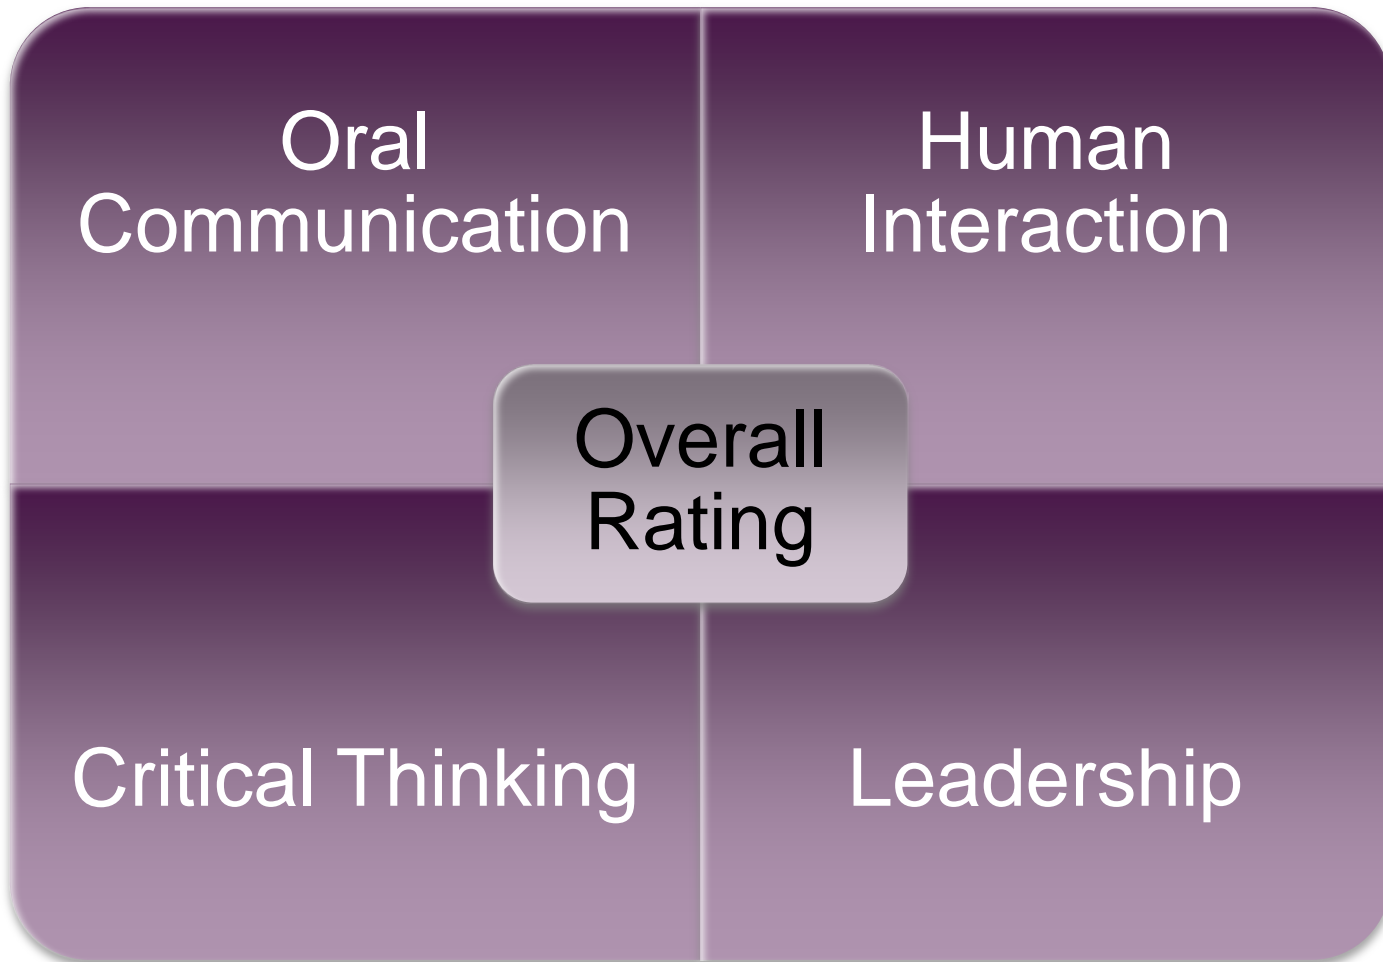 Oral
Communication
Human
Interaction
Overall
Rating
Critical Thinking
Leadership